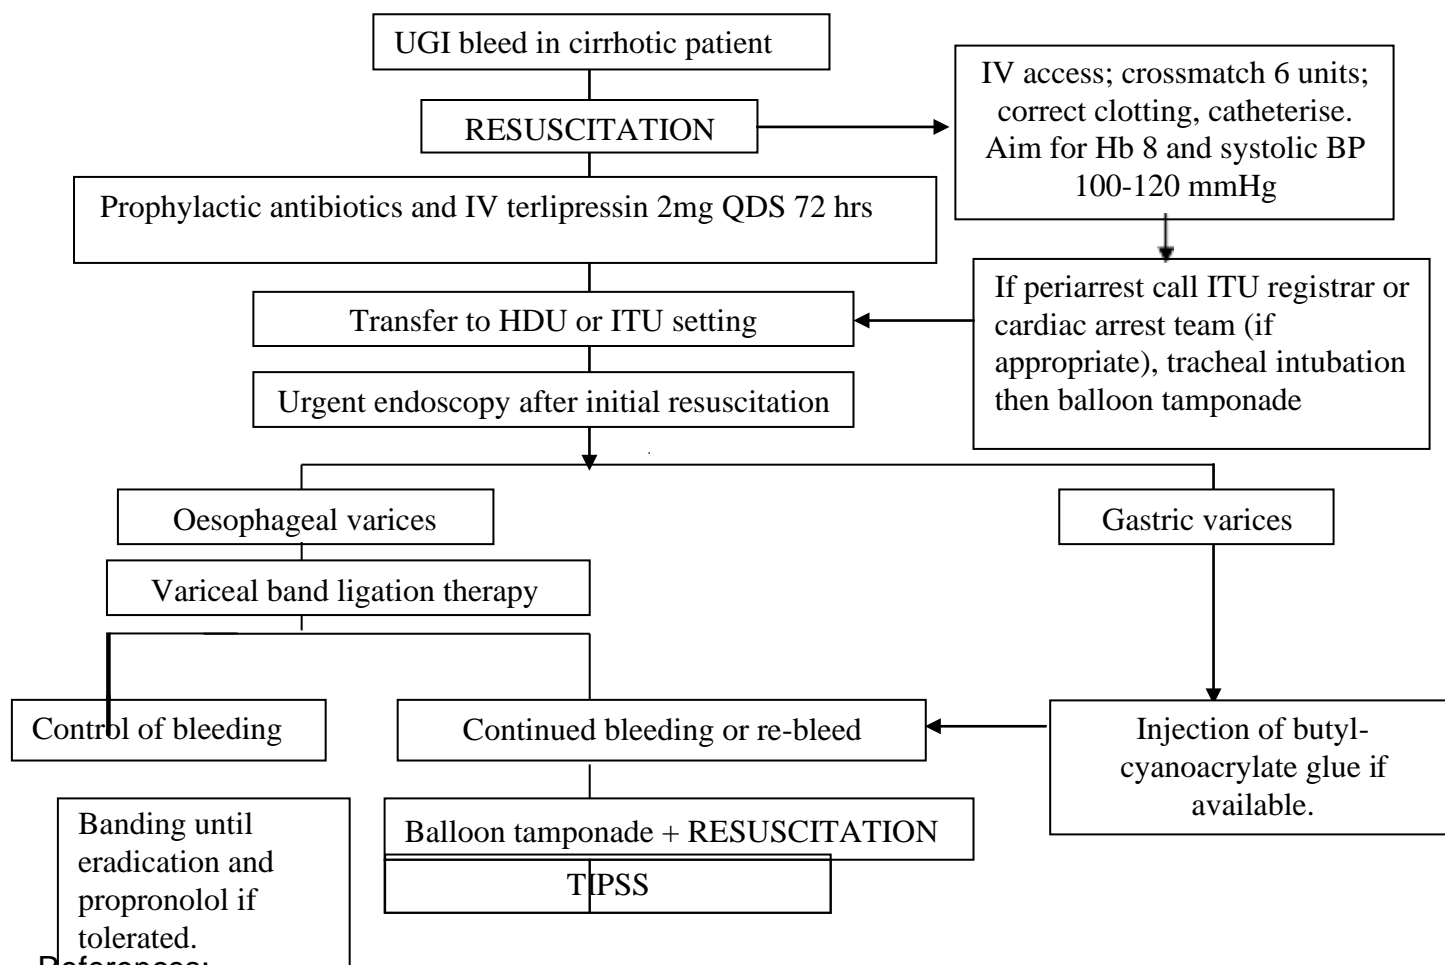 UGI bleed in cirrhotic patient
IV access; crossmatch 6 units;
correct clotting, catheterise.
Aim for Hb 8 and systolic BP
100-120 mmHg
RESUSCITATION
Prophylactic antibiotics and IV terlipressin 2mg QDS 72 hrs
If periarrest call ITU registrar or
cardiac arrest team (if
appropriate), tracheal intubation
then balloon tamponade
Transfer to HDU or ITU setting
Urgent endoscopy after initial resuscitation
Oesophageal varices
Gastric varices
Variceal band ligation therapy
Control of bleeding
Continued bleeding or re-bleed
Injection of butyl-
cyanoacrylate glue if
available.
Banding until
eradication and
propronolol if
tolerated.
Balloon tamponade + RESUSCITATION
TIPSS
References: